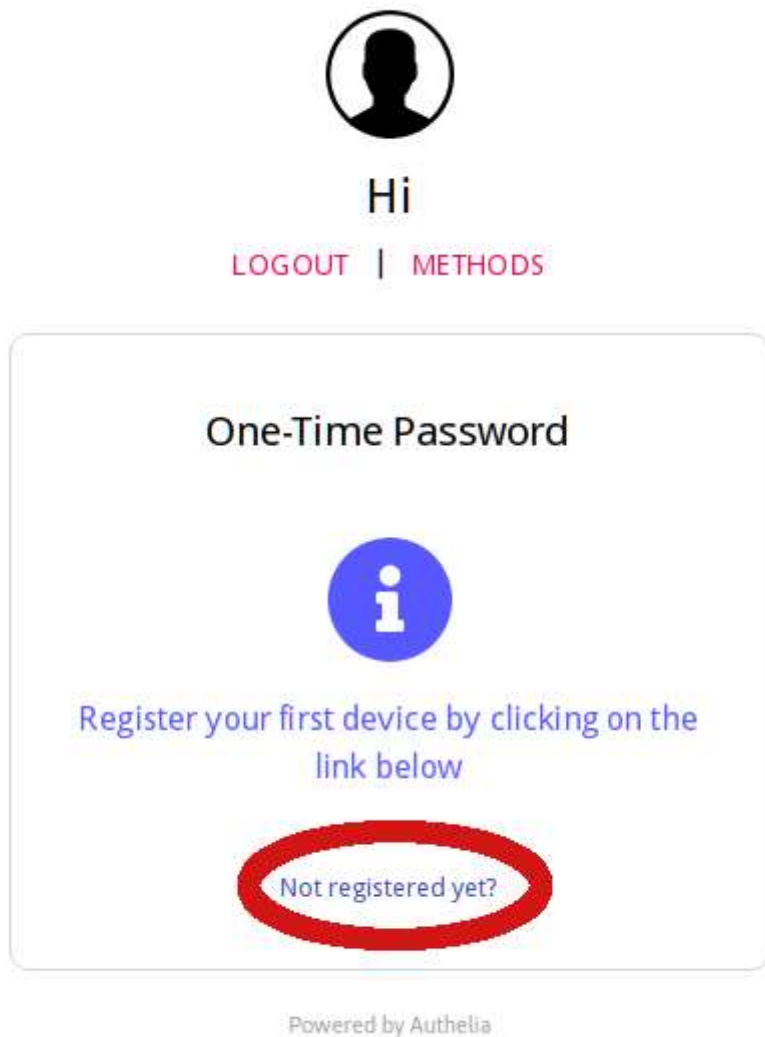 Hi
LOGOUT | METHODS
One-Time Password
Register your first device by clicking on the
link below
Not registered yet?
Powered by Authelia